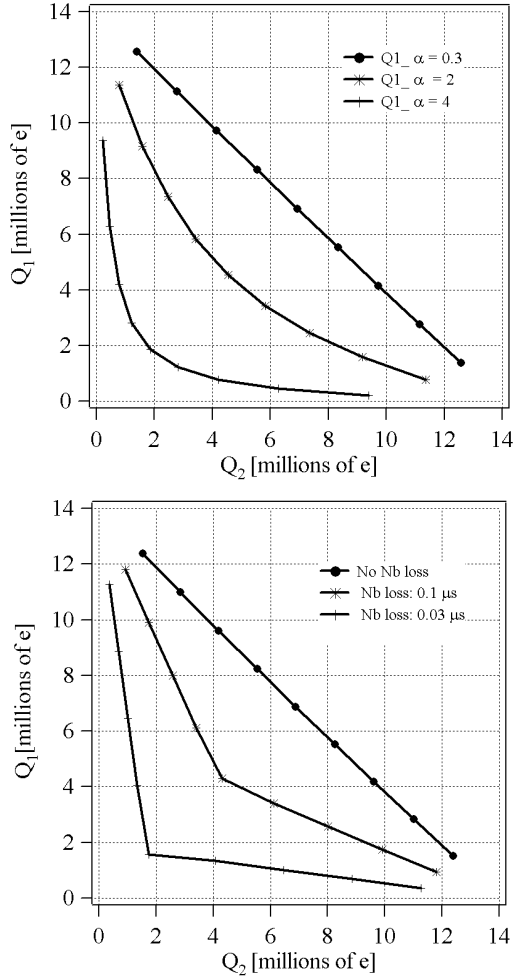 14
12
10
8
6
4
2
0
Q1 [millions of e]
Q1_ α = 0.3
Q1_ α = 2
Q1_ α = 4
0 2 4 6 8 10 12 14
Q2 [millions of e]
14
12
10
8
6
4
2
0
Q1[millions of e]
No Nb loss
Nb loss: 0.1 μs
Nb loss: 0.03 μs
0 2 4 6 8 10 12 14
Q2 [millions of e]